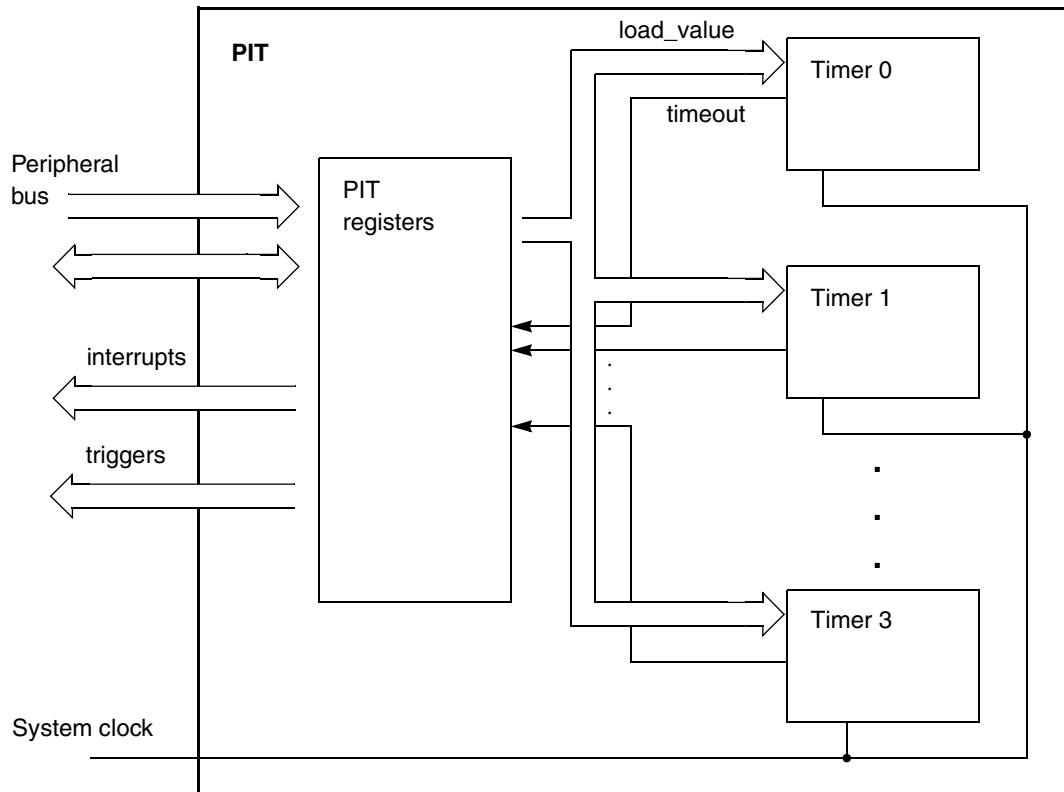 PIT
load_value
Timer 0
timeout
Peripheral
bus
PIT
registers
Timer 1
interrupts
triggers
Timer 3
System clock